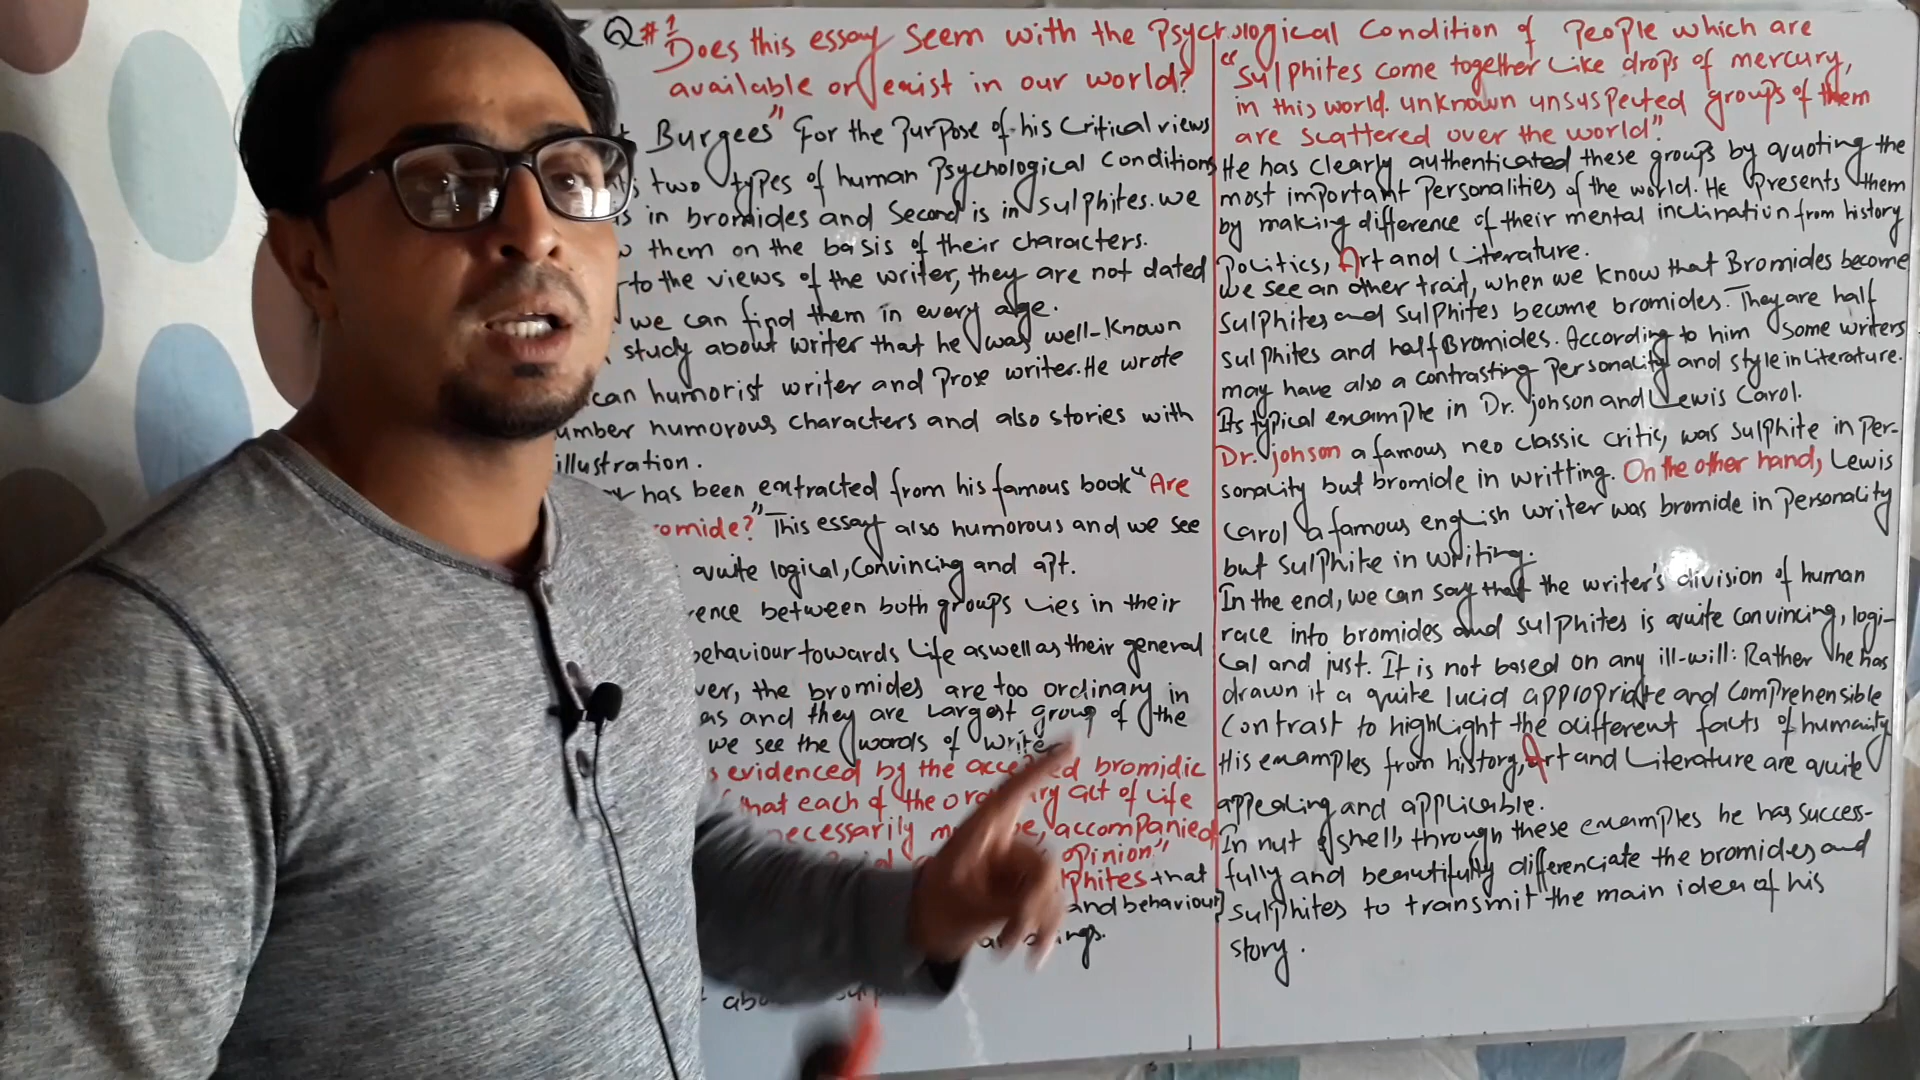 Q#1 Does this essay seem with the Psycrological Condition of People which are
available or exist in our world?
Burgees" For the Purpose of his Critical views
two types of human Psychological Conditions
in bromides and Second is in sulphites. we
them on the basis of their characters.
to the views of the writer, they are not dated
we can find them in every age.
study about writer that he was well-known
can humorist writer and Prose writer. He wrote
umber humorous characters and also stories with
illustration.
has been extracted from his famous book "Are
omide?" This essay also humorous and we see
quite logical, Convincing and apt.
rence between both groups lies in their
behaviour towards Life aswell as their general
ver, the bromides are too ordinary in
as and they are Largest group of the
we see the words of writer
s evidenced by the accepted bromidic
that each of the ordinary act of Life
necessarily be, accompanied
opinion"
phites that
and behaviour
"Sulphites come together Like drops of mercury,
in this world. unknown unsuspected groups of them
are scattered over the world".
He has clearly authenticated these groups by quoting the
most important Personalities of the world. He Presents them
by making difference of their mental inclination from history
Politics, Art and Literature.
We see an other trait, when we know that Bromides become
Sulphites and Sulphites become bromides. They are half
sulphites and half Bromides. According to him some writers
may have also a contrasting Personality and style in Literature.
Its typical example in Dr. johson and Lewis Carol.
Dr. johson a famous neo classic critic, was sulphite in per-
sonality but bromide in writting. On the other hand, Lewis
Carol a famous english writer was bromide in personality
but sulphite in writing.
In the end, we can say that the writer's division of human
race into bromides and sulphites is quite convincing, logi-
cal and just. It is not based on any ill-will: Rather he has
drawn it a quite lucid appropriate and comprehensible
Contrast to highlight the different facts of humanity
His examples from history, Art and Literature are quite
appealing and applicable.
In nut shell, through these examples he has success-
fully and beautifully differenciate the bromides and
sulphites to transmit the main idea of his
story.